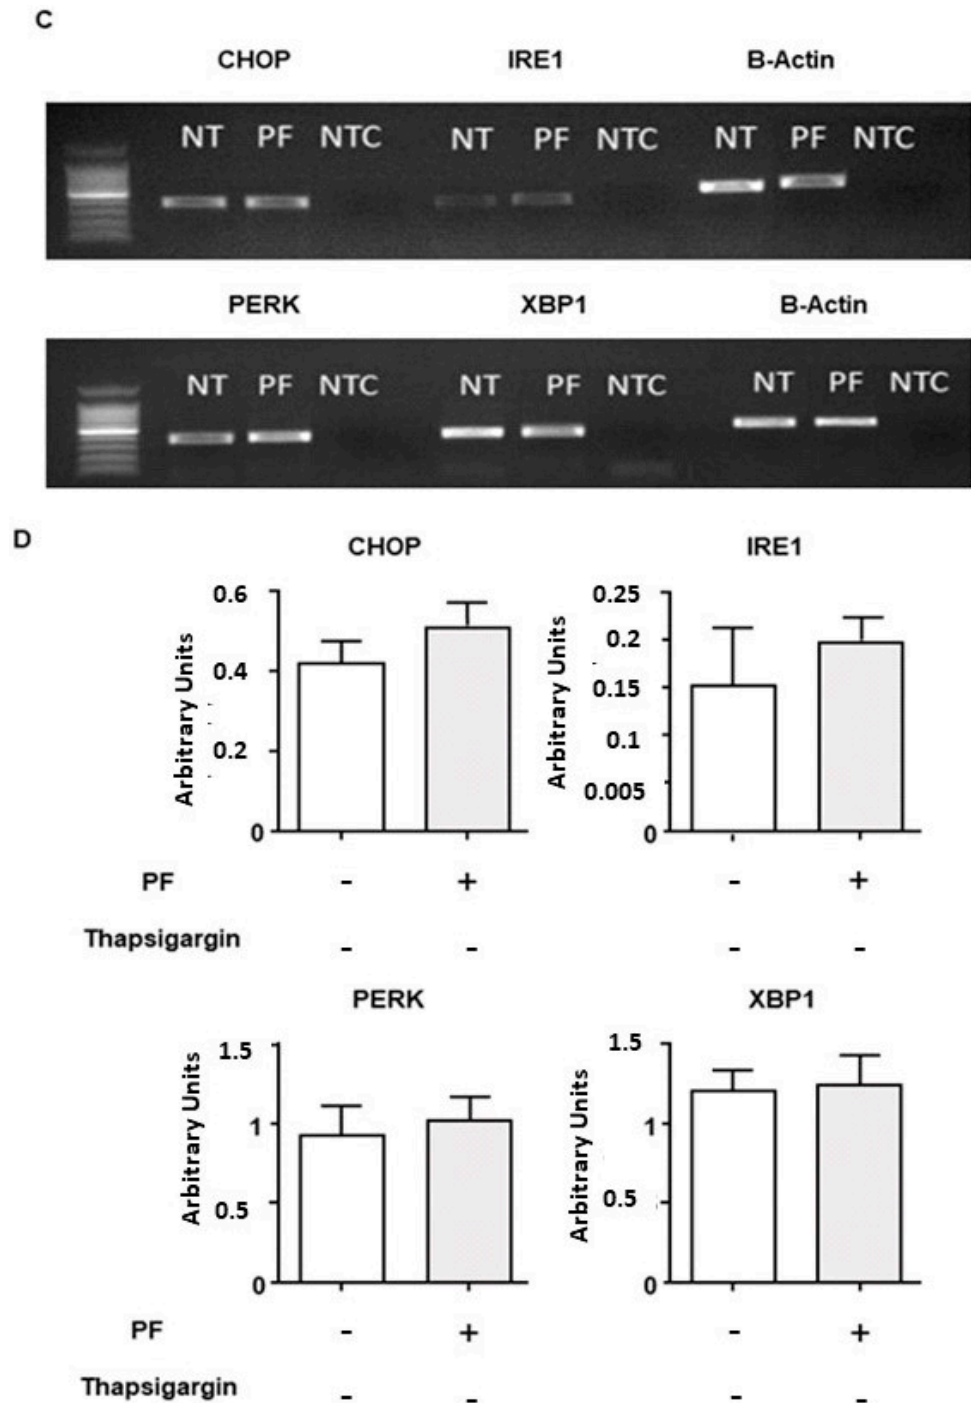 C
CHOP IRE1 B-Actin
NT PF NTC NT PF NTC NT PF NTC
PERK XBP1 B-Actin
NT PF NTC NT PF NTC NT PF NTC
D
CHOP IRE1
0.6 0.25
0.2
0.4 0.15
0.2 0.1
0.005
0 0
Arbitrary Units Arbitrary Units
PF - + - +
Thapsigargin - - - -
PERK XBP1
1.5 1.5
1 1
0.5 0.5
0 0
Arbitrary Units Arbitrary Units
PF - + - +
Thapsigargin - - - -